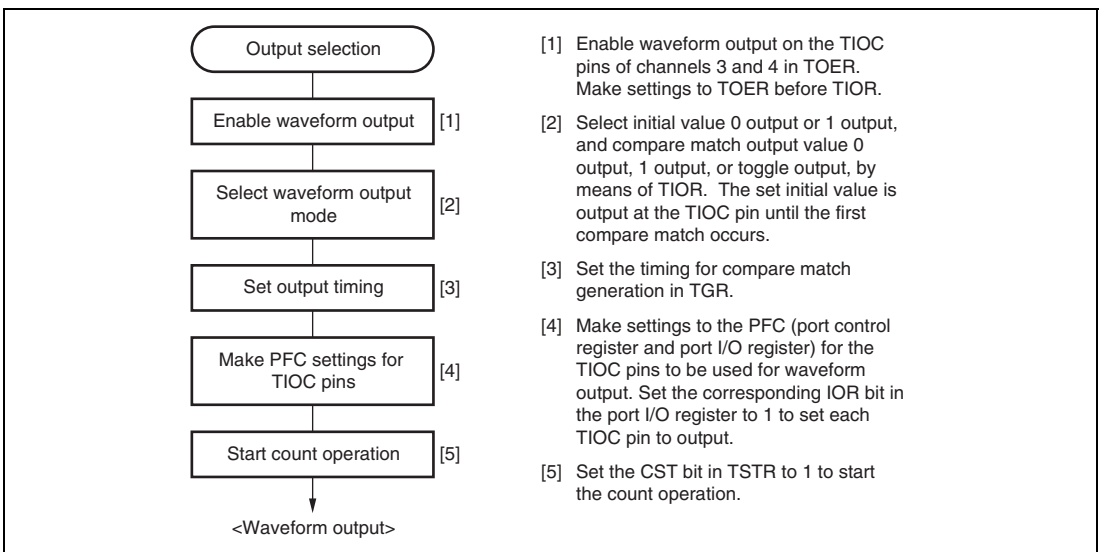 Output selection
Enable waveform output [1]
Select waveform output
mode
[2]
Set output timing [3]
Make PFC settings for
TIOC pins
[4]
Start count operation [5]
<Waveform output>
[1] Enable waveform output on the TIOC
pins of channels 3 and 4 in TOER.
Make settings to TOER before TIOR.
[2] Select initial value 0 output or 1 output,
and compare match output value 0
output, 1 output, or toggle output, by
means of TIOR. The set initial value is
output at the TIOC pin until the first
compare match occurs.
[3] Set the timing for compare match
generation in TGR.
[4] Make settings to the PFC (port control
register and port I/O register) for the
TIOC pins to be used for waveform
output. Set the corresponding IOR bit in
the port I/O register to 1 to set each
TIOC pin to output.
[5] Set the CST bit in TSTR to 1 to start
the count operation.